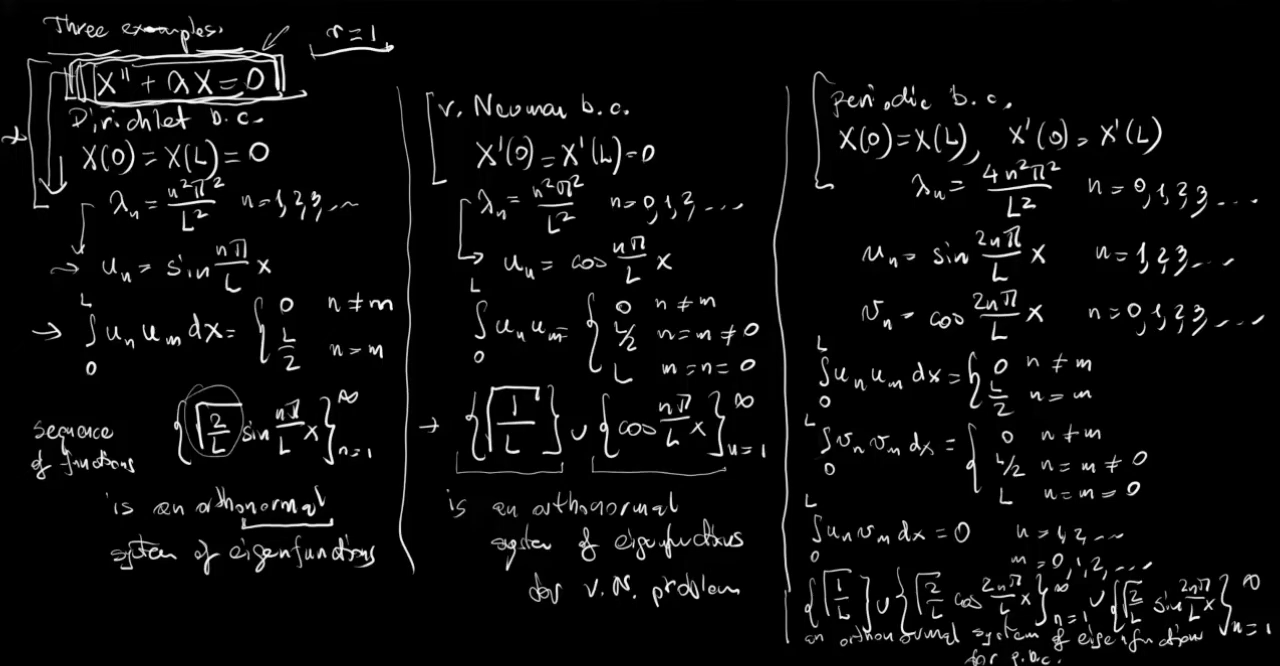 Three examples.
r = 1
X'' + λX = 0
Dirichlet b.c.
X(0) = X(L) = 0
λₙ = n²π²/L² n = 1, 2, 3, ...
→ uₙ = sin nπ/L x
→ ∫₀ᴸ uₙ uₘ dx = { 0 n ≠ m
L/2 n = m
sequence of functions {√(2/L) sin nπ/L x}ₙ₌₁^∞
is an orthonormal
system of eigenfunctions
v. Neuman b.c.
X'(0) = X'(L) = 0
λₙ = n²π²/L² n = 0, 1, 2, ...
→ uₙ = cos nπ/L x
∫₀ᴸ uₙ uₘ = { 0 n ≠ m
L/2 n = m ≠ 0
L m = n = 0
→ {√(1/L)} ∪ {cos nπ/L x}ₙ₌₁^∞
is an orthonormal
system of eigenfunctions
for v. N. problem
periodic b.c.
X(0) = X(L), X'(0) = X'(L)
λₙ = 4n²π²/L² n = 0, 1, 2, 3, ...
uₙ = sin 2nπ/L x n = 1, 2, 3, ...
vₙ = cos 2nπ/L x n = 0, 1, 2, 3, ...
∫₀ᴸ uₙ uₘ dx = { 0 n ≠ m
L/2 n = m
∫₀ᴸ vₙ vₘ dx = { 0 n ≠ m
L/2 n = m ≠ 0
L n = m = 0
∫₀ᴸ uₙ vₘ dx = 0 n = 1, 2, ...
m = 0, 1, 2, ...
{√(1/L)} ∪ {√(2/L) cos 2nπ/L x}ₙ₌₁^∞ ∪ {√(2/L) sin 2nπ/L x}ₙ₌₁^∞
an orthonormal system of eigenfunctions
for p.b.c.